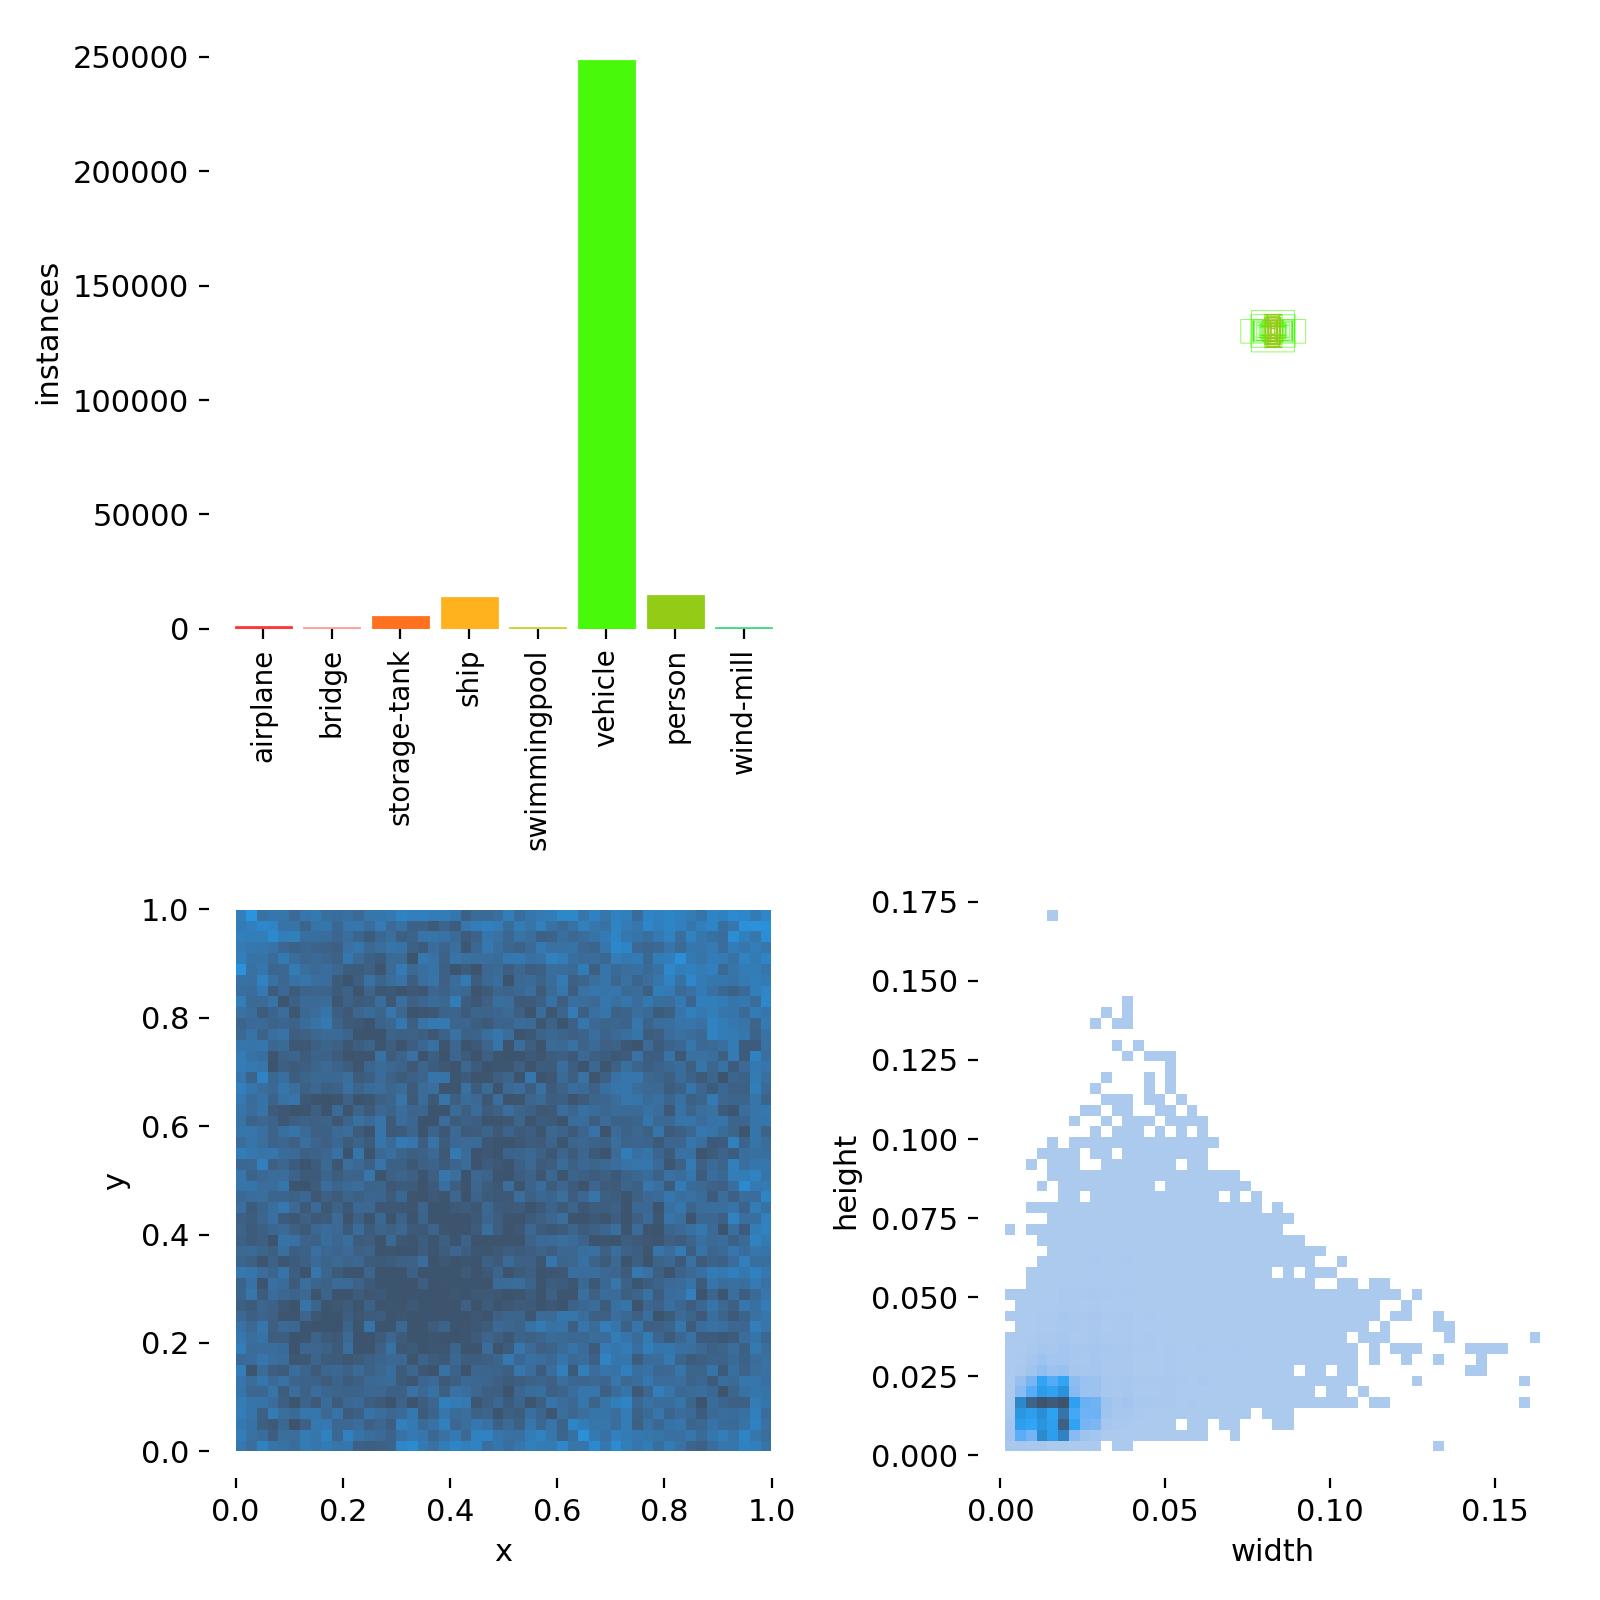 250000
200000
150000
100000
50000
0
instances
airplane
bridge
storage-tank
ship
swimmingpool
vehicle
person
wind-mill
1.0
0.8
0.6
0.4
0.2
0.0
y
0.0 0.2 0.4 0.6 0.8 1.0
x
0.175
0.150
0.125
0.100
0.075
0.050
0.025
0.000
height
0.00 0.05 0.10 0.15
width